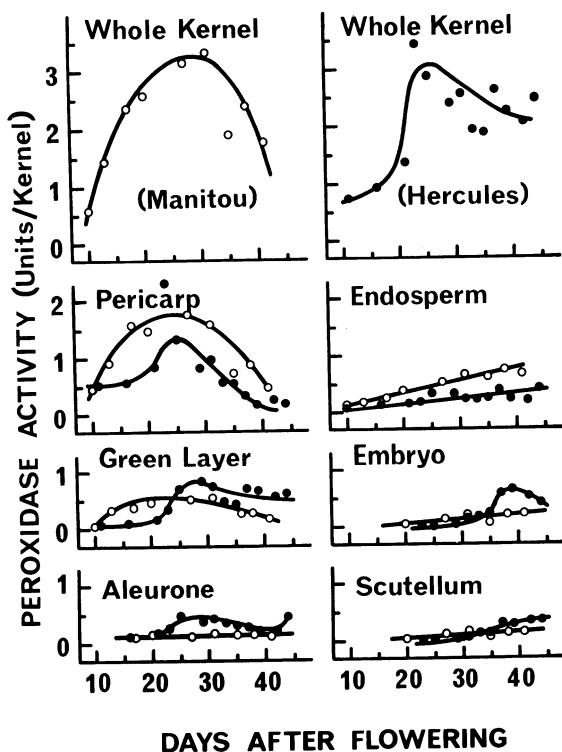 Whole Kernel
Whole Kernel
3
2
1
0
(Manitou)
(Hercules)
Pericarp
Endosperm
2
1
0
Green Layer
Embryo
1
0
Aleurone
Scutellum
1
0
10 20 30 40
10 20 30 40
PEROXIDASE ACTIVITY (Units/Kernel)
DAYS AFTER FLOWERING